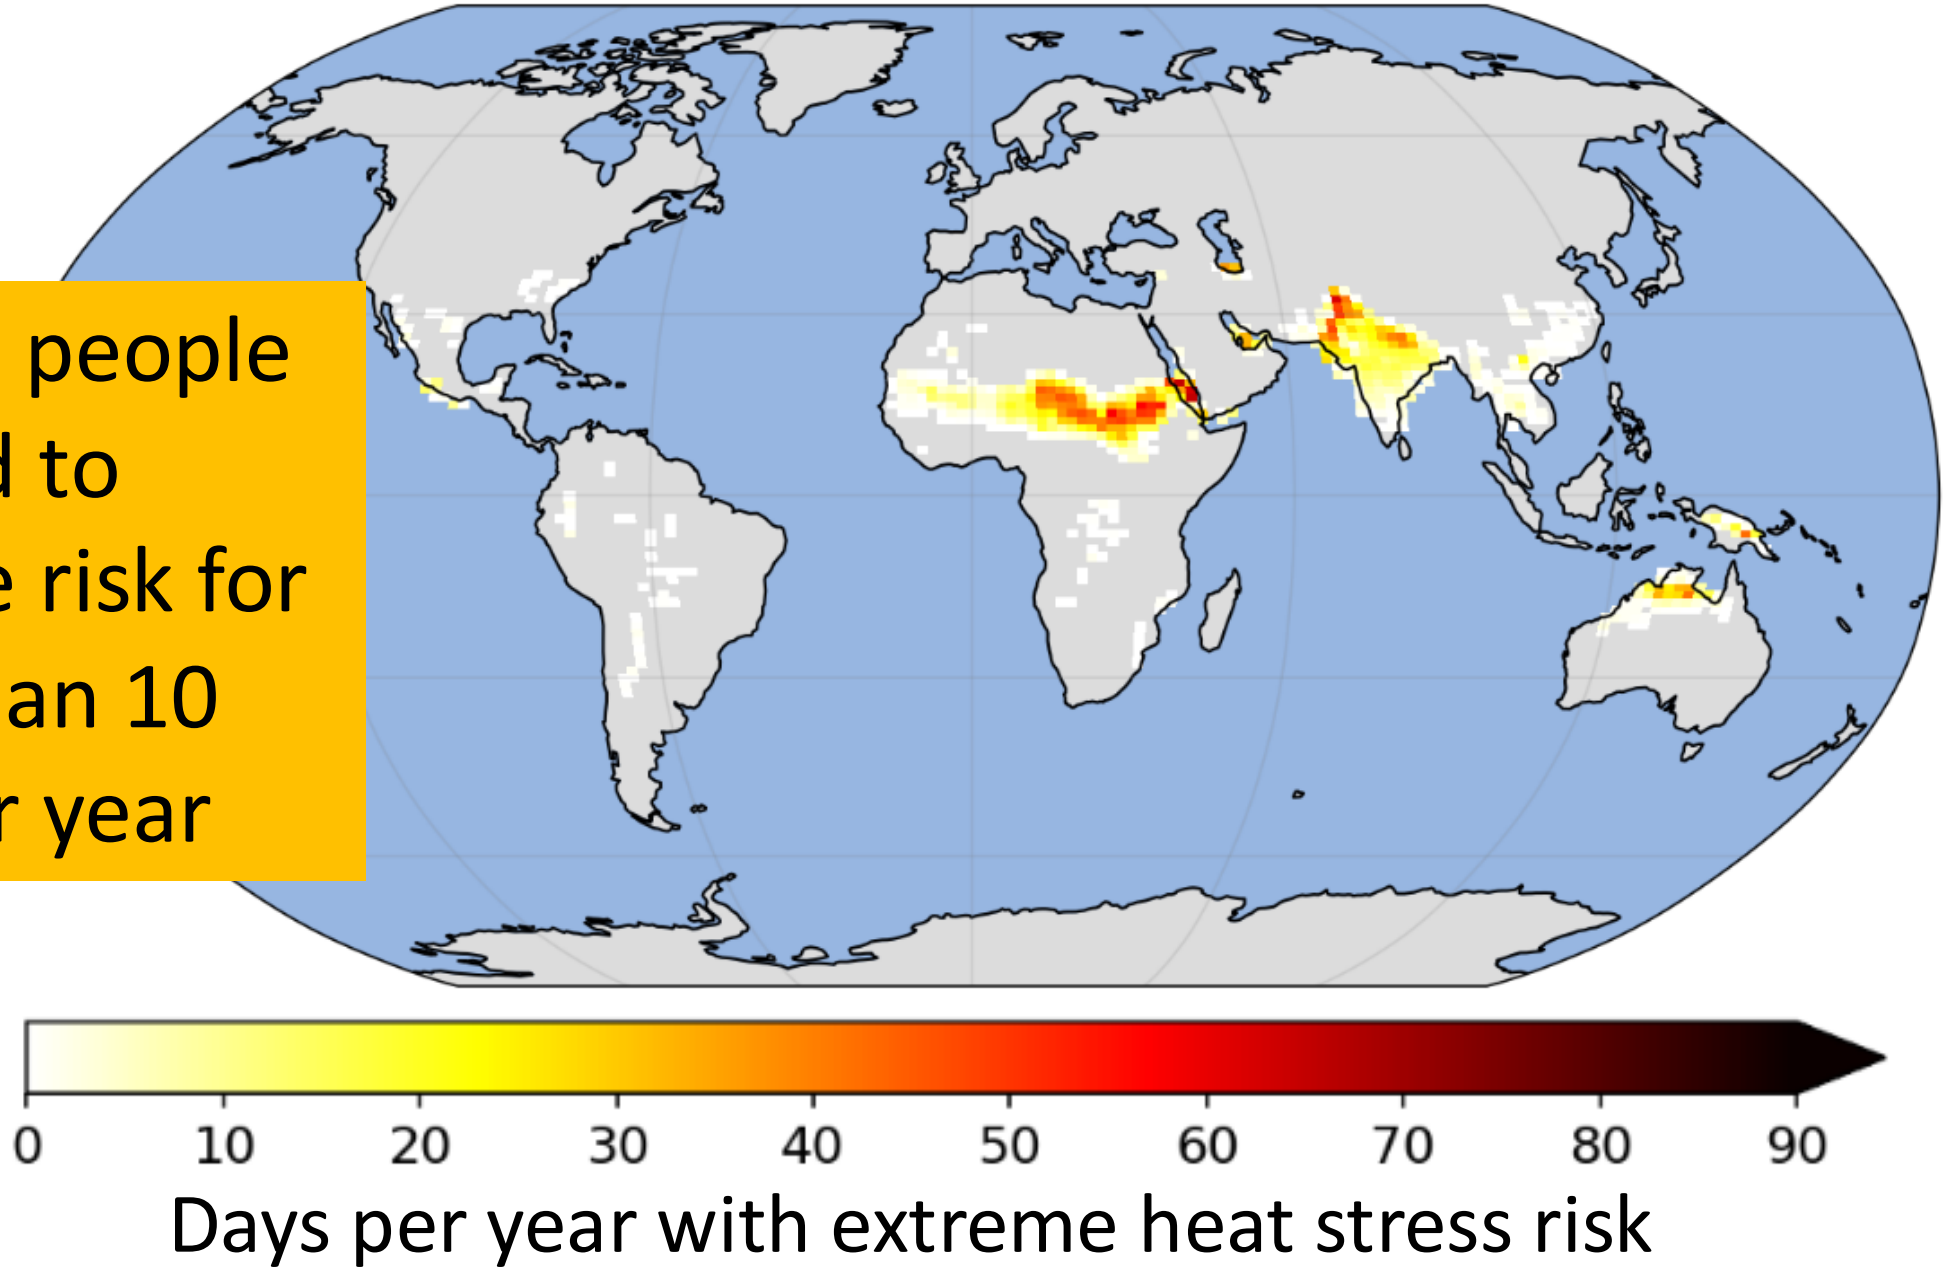 people
d to
e risk for
an 10
r year
0 10 20 30 40 50 60 70 80 90
Days per year with extreme heat stress risk